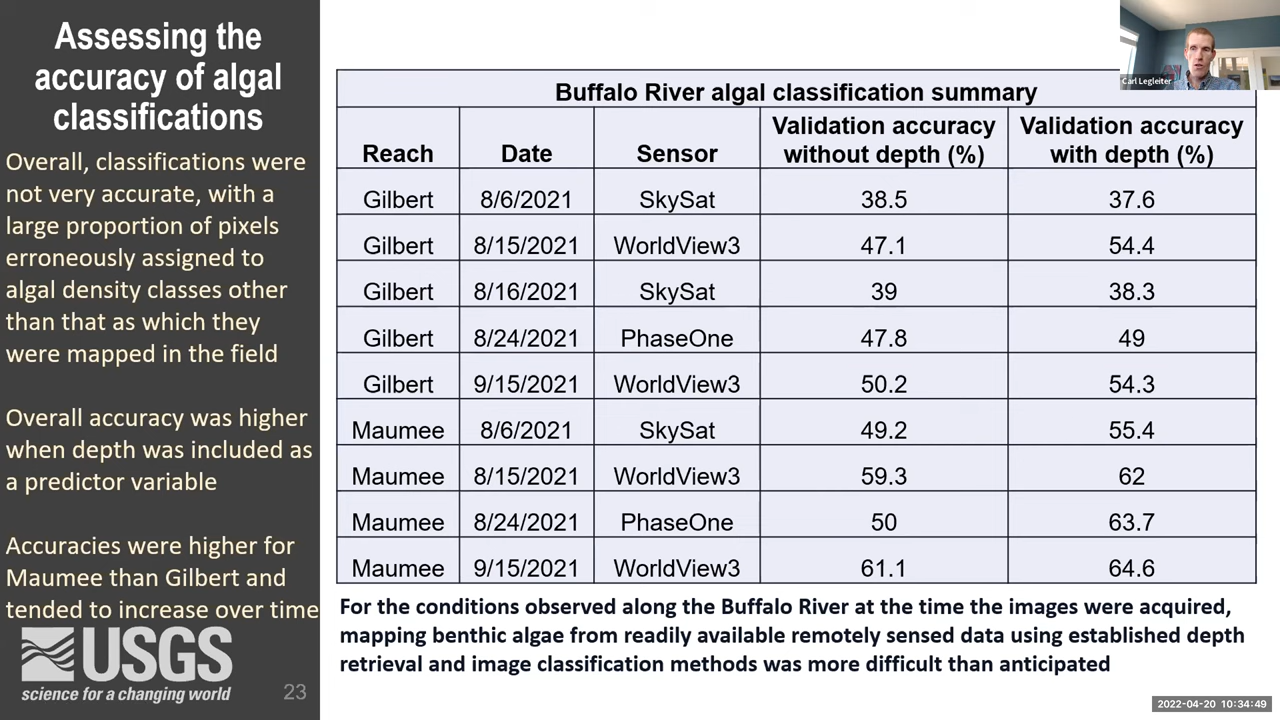 Assessing the
accuracy of algal
classifications
Overall, classifications were
not very accurate, with a
large proportion of pixels
erroneously assigned to
algal density classes other
than that as which they
were mapped in the field
Overall accuracy was higher
when depth was included as
a predictor variable
Accuracies were higher for
Maumee than Gilbert and
tended to increase over time
USGS
science for a changing world
23
Carl Legleiter
Buffalo River algal classification summary
Reach Date Sensor Validation accuracy without depth (%) Validation accuracy with depth (%)
Gilbert 8/6/2021 SkySat 38.5 37.6
Gilbert 8/15/2021 WorldView3 47.1 54.4
Gilbert 8/16/2021 SkySat 39 38.3
Gilbert 8/24/2021 PhaseOne 47.8 49
Gilbert 9/15/2021 WorldView3 50.2 54.3
Maumee 8/6/2021 SkySat 49.2 55.4
Maumee 8/15/2021 WorldView3 59.3 62
Maumee 8/24/2021 PhaseOne 50 63.7
Maumee 9/15/2021 WorldView3 61.1 64.6
For the conditions observed along the Buffalo River at the time the images were acquired,
mapping benthic algae from readily available remotely sensed data using established depth
retrieval and image classification methods was more difficult than anticipated
2022-04-20 10:34:49